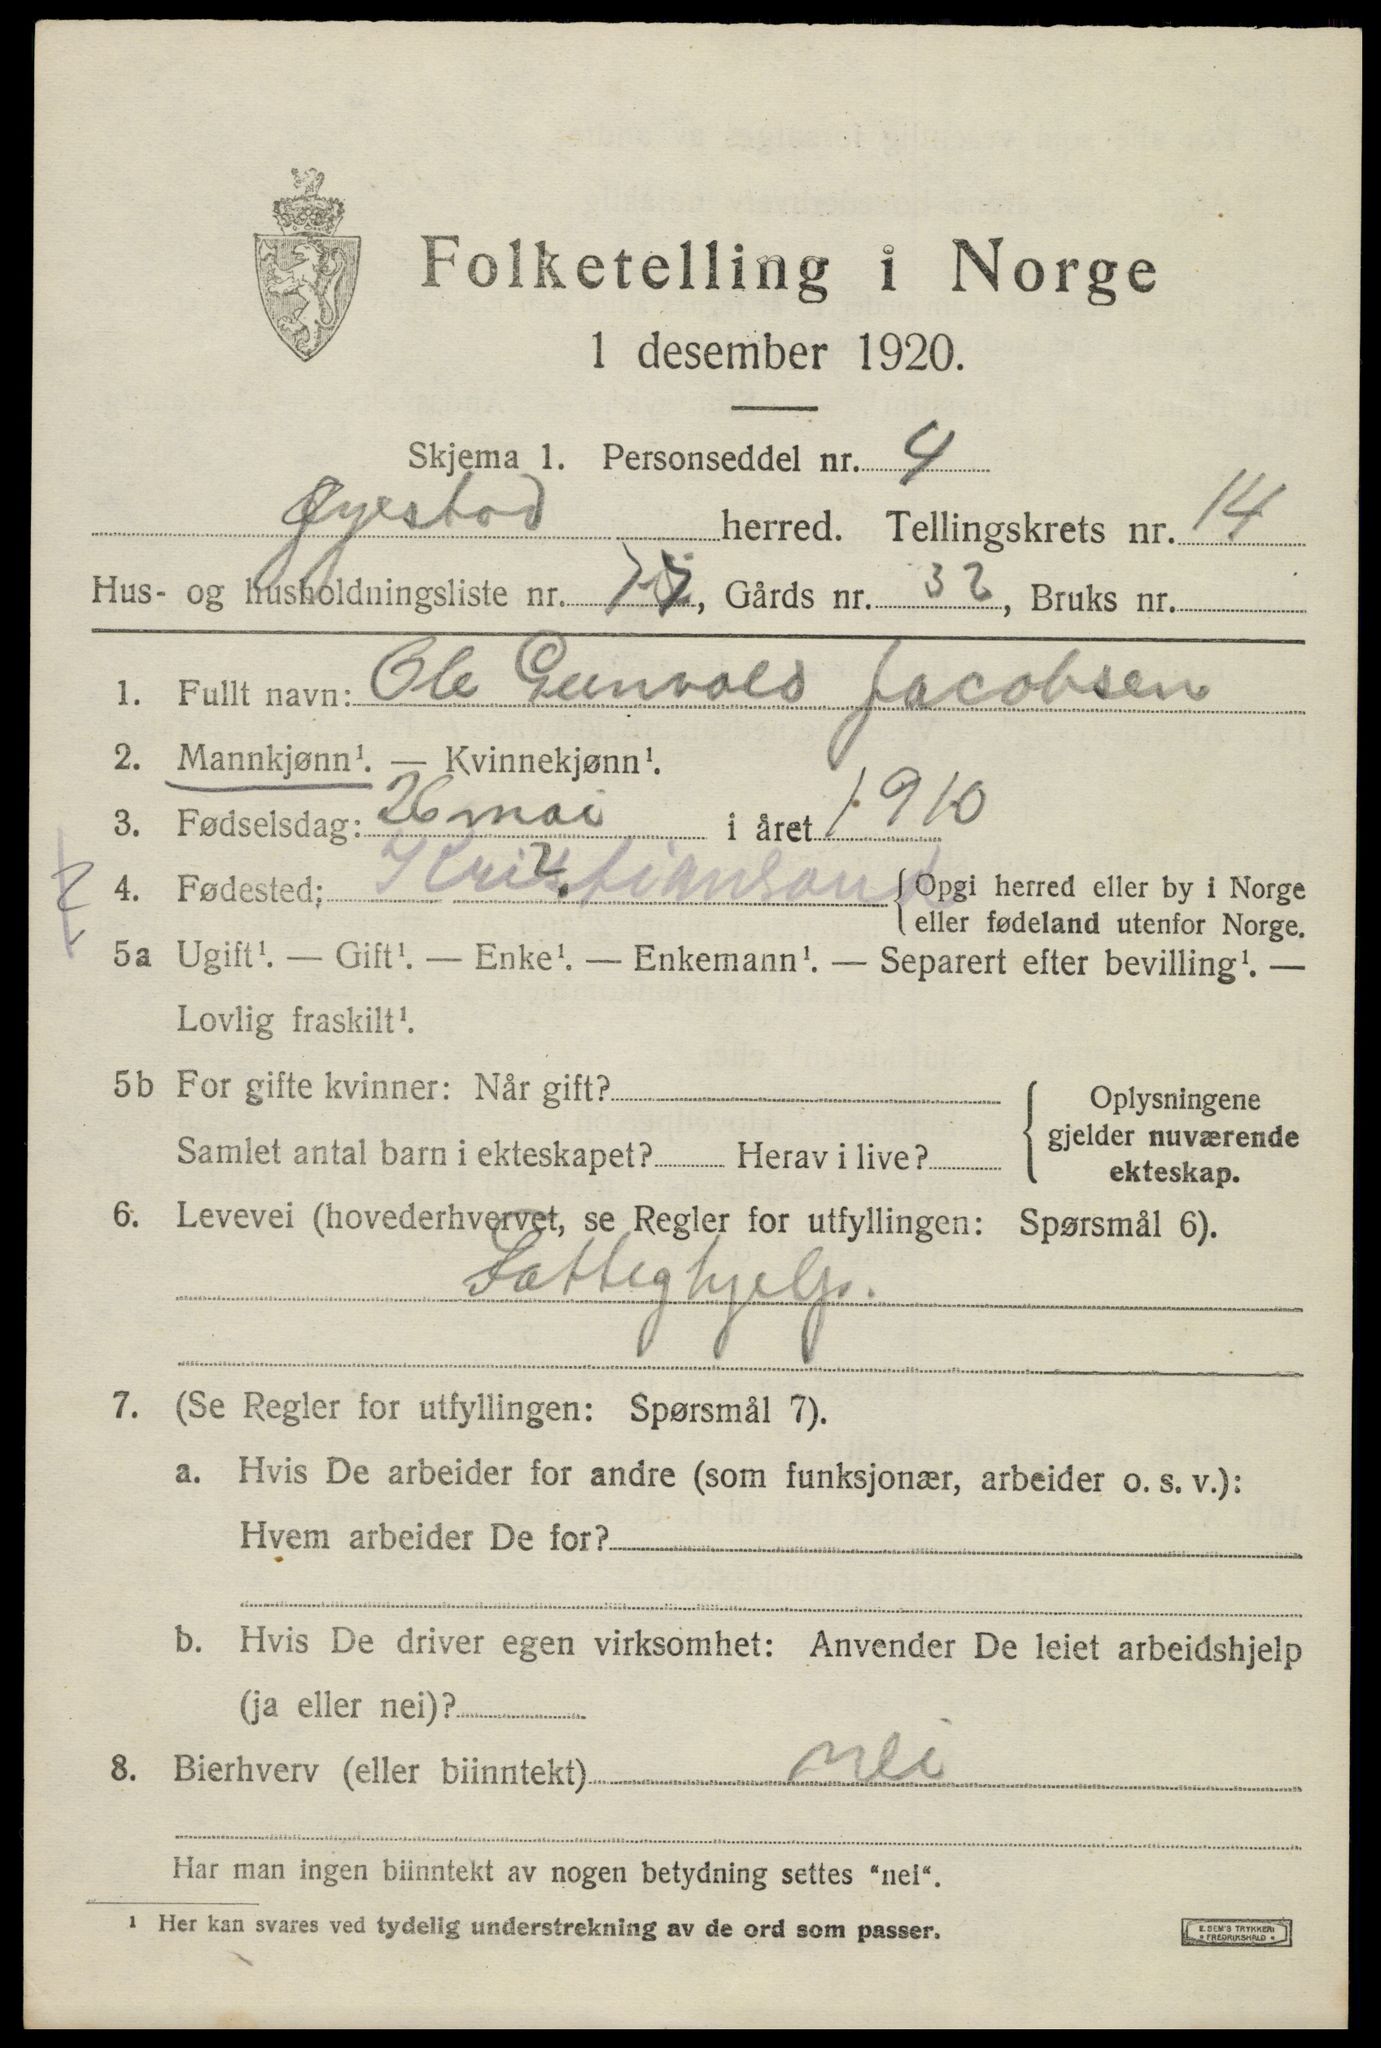 Folketelling i Norge
1 desember 1920.
Skjema 1. Personseddel nr. 4
Øyestad herred. Tellingskrets nr. 14
Hus- og husholdningsliste nr. , Gårds nr. 32, Bruks nr.
1. Fullt navn: Ole Gunvald Jacobsen
2. Mannkjønn¹. — Kvinnekjønn¹.
3. Fødselsdag: 26 mai i året 1910
4. Fødested: Kristiansand { Opgi herred eller by i Norge
eller fødeland utenfor Norge.
5a Ugift¹. — Gift¹. — Enke¹. — Enkemann¹. — Separert efter bevilling¹. —
Lovlig fraskilt¹.
5b For gifte kvinner: Når gift? { Oplysningene
gjelder nuværende
Samlet antal barn i ekteskapet? Herav i live?
ekteskap.
6. Levevei (hovederhvervet, se Regler for utfyllingen: Spørsmål 6).
Fattighjelp.
7. (Se Regler for utfyllingen: Spørsmål 7).
a. Hvis De arbeider for andre (som funksjonær, arbeider o. s. v.):
Hvem arbeider De for?
b. Hvis De driver egen virksomhet: Anvender De leiet arbeidshjelp
(ja eller nei)?
8. Bierhverv (eller biinntekt) nei
Har man ingen biinntekt av nogen betydning settes "nei".
¹ Her kan svares ved tydelig understrekning av de ord som passer.
E. SEM'S TRYKKERI
FREDRIKSHALD